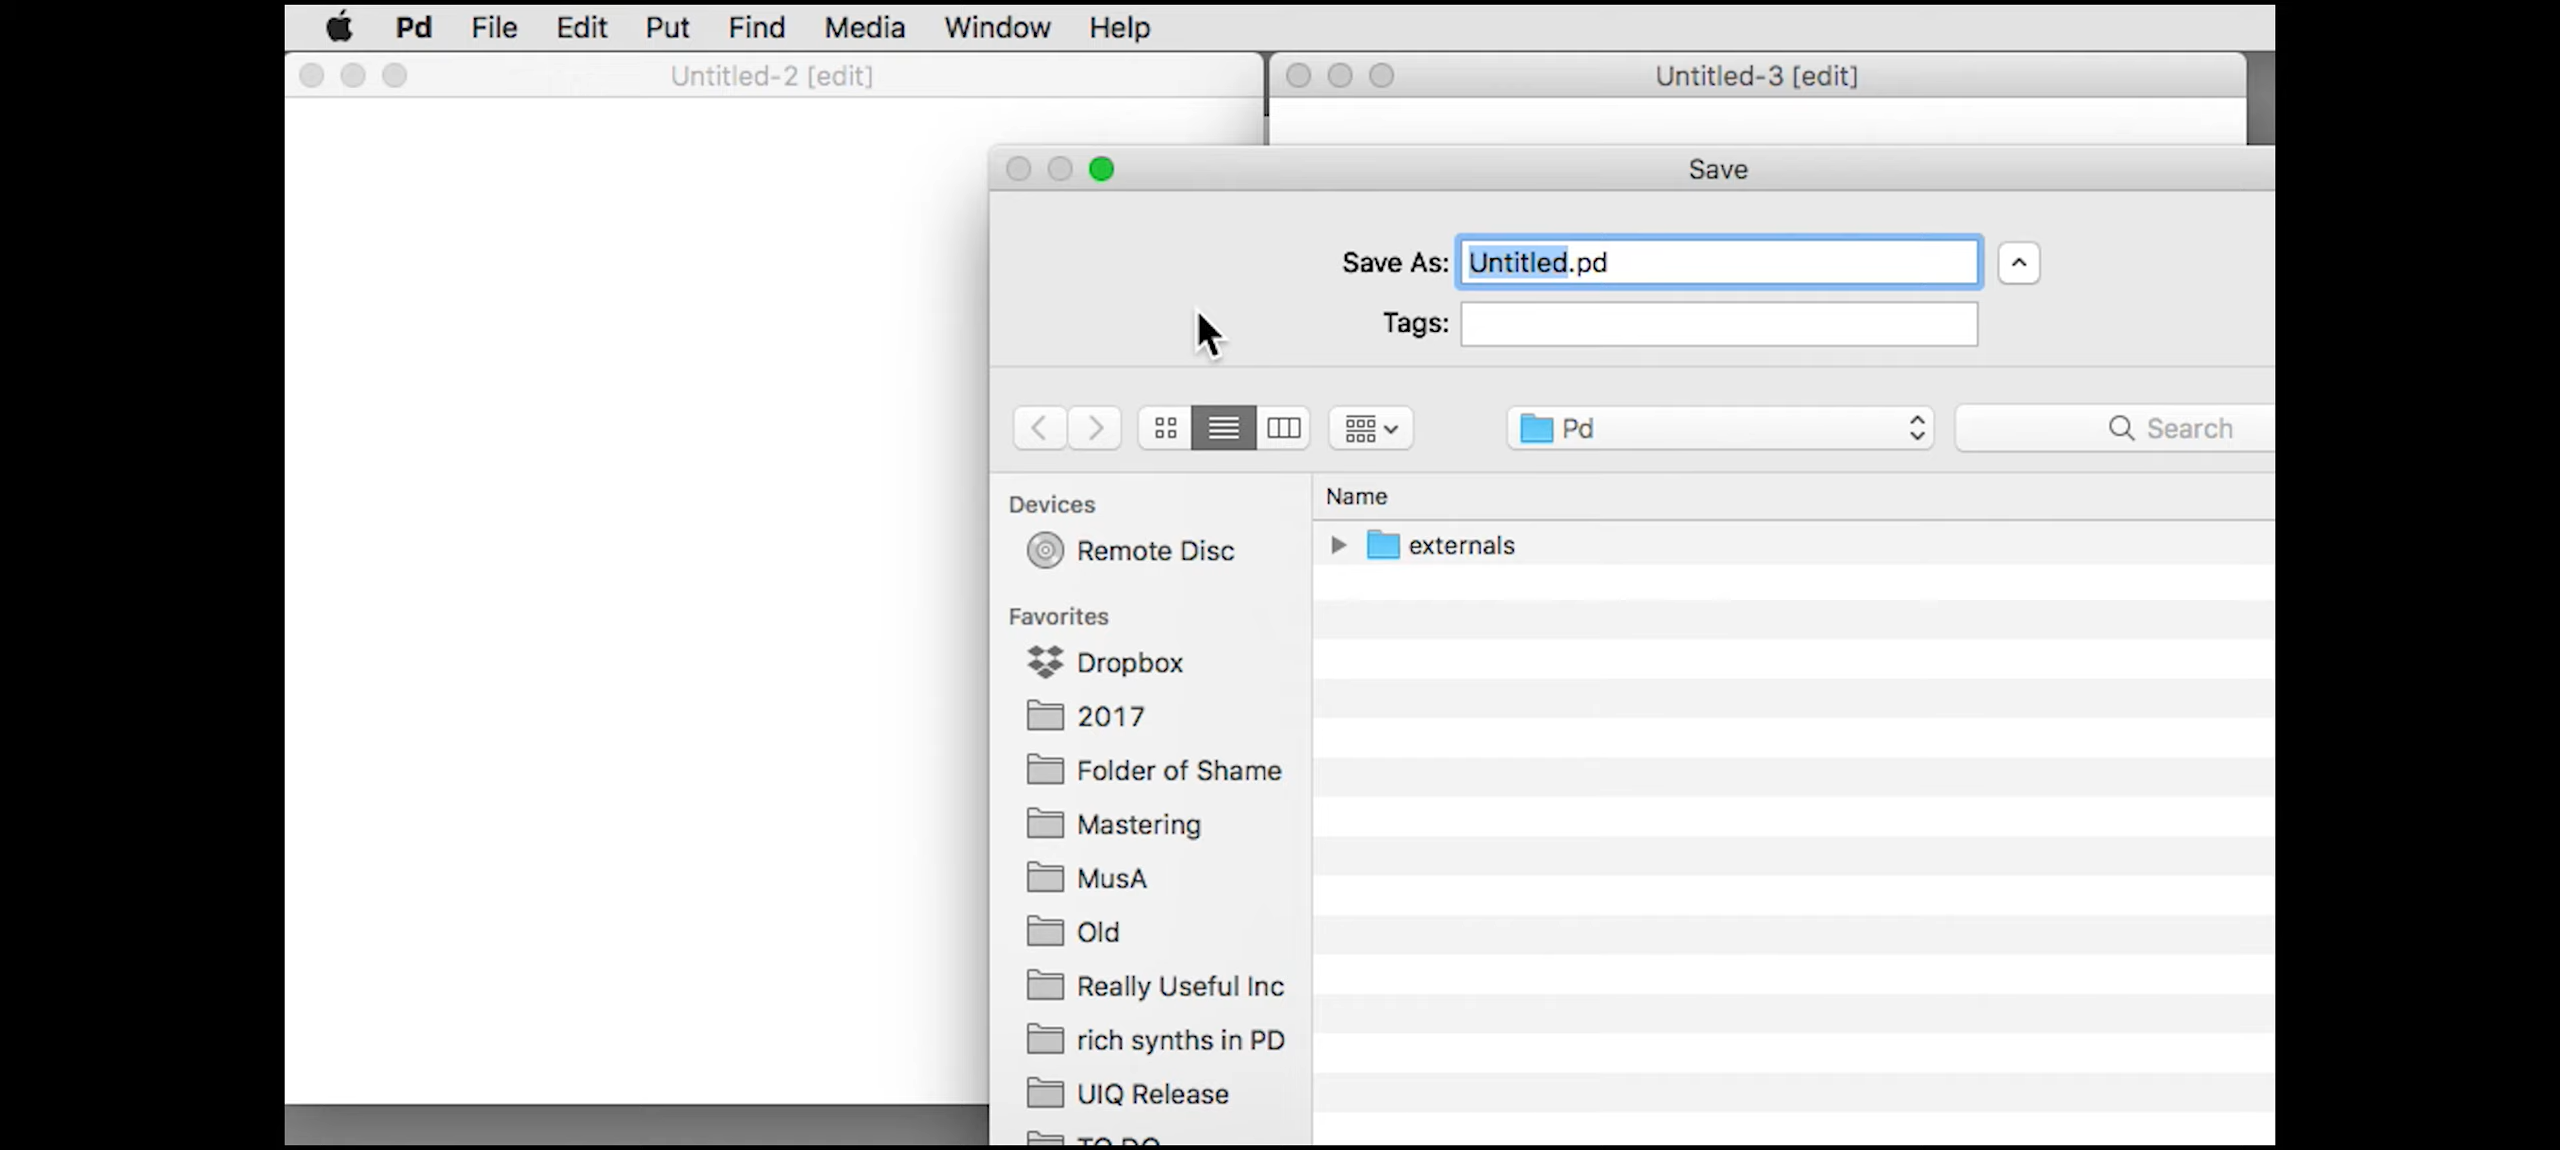 Pd File Edit Put Find Media Window Help
Untitled-2 [edit]
Untitled-3 [edit]
Save
Save As: Untitled.pd
Tags:
Pd
Search
Name
externals
Devices
Remote Disc
Favorites
Dropbox
2017
Folder of Shame
Mastering
MusA
Old
Really Useful Inc
rich synths in PD
UIQ Release
TO DO